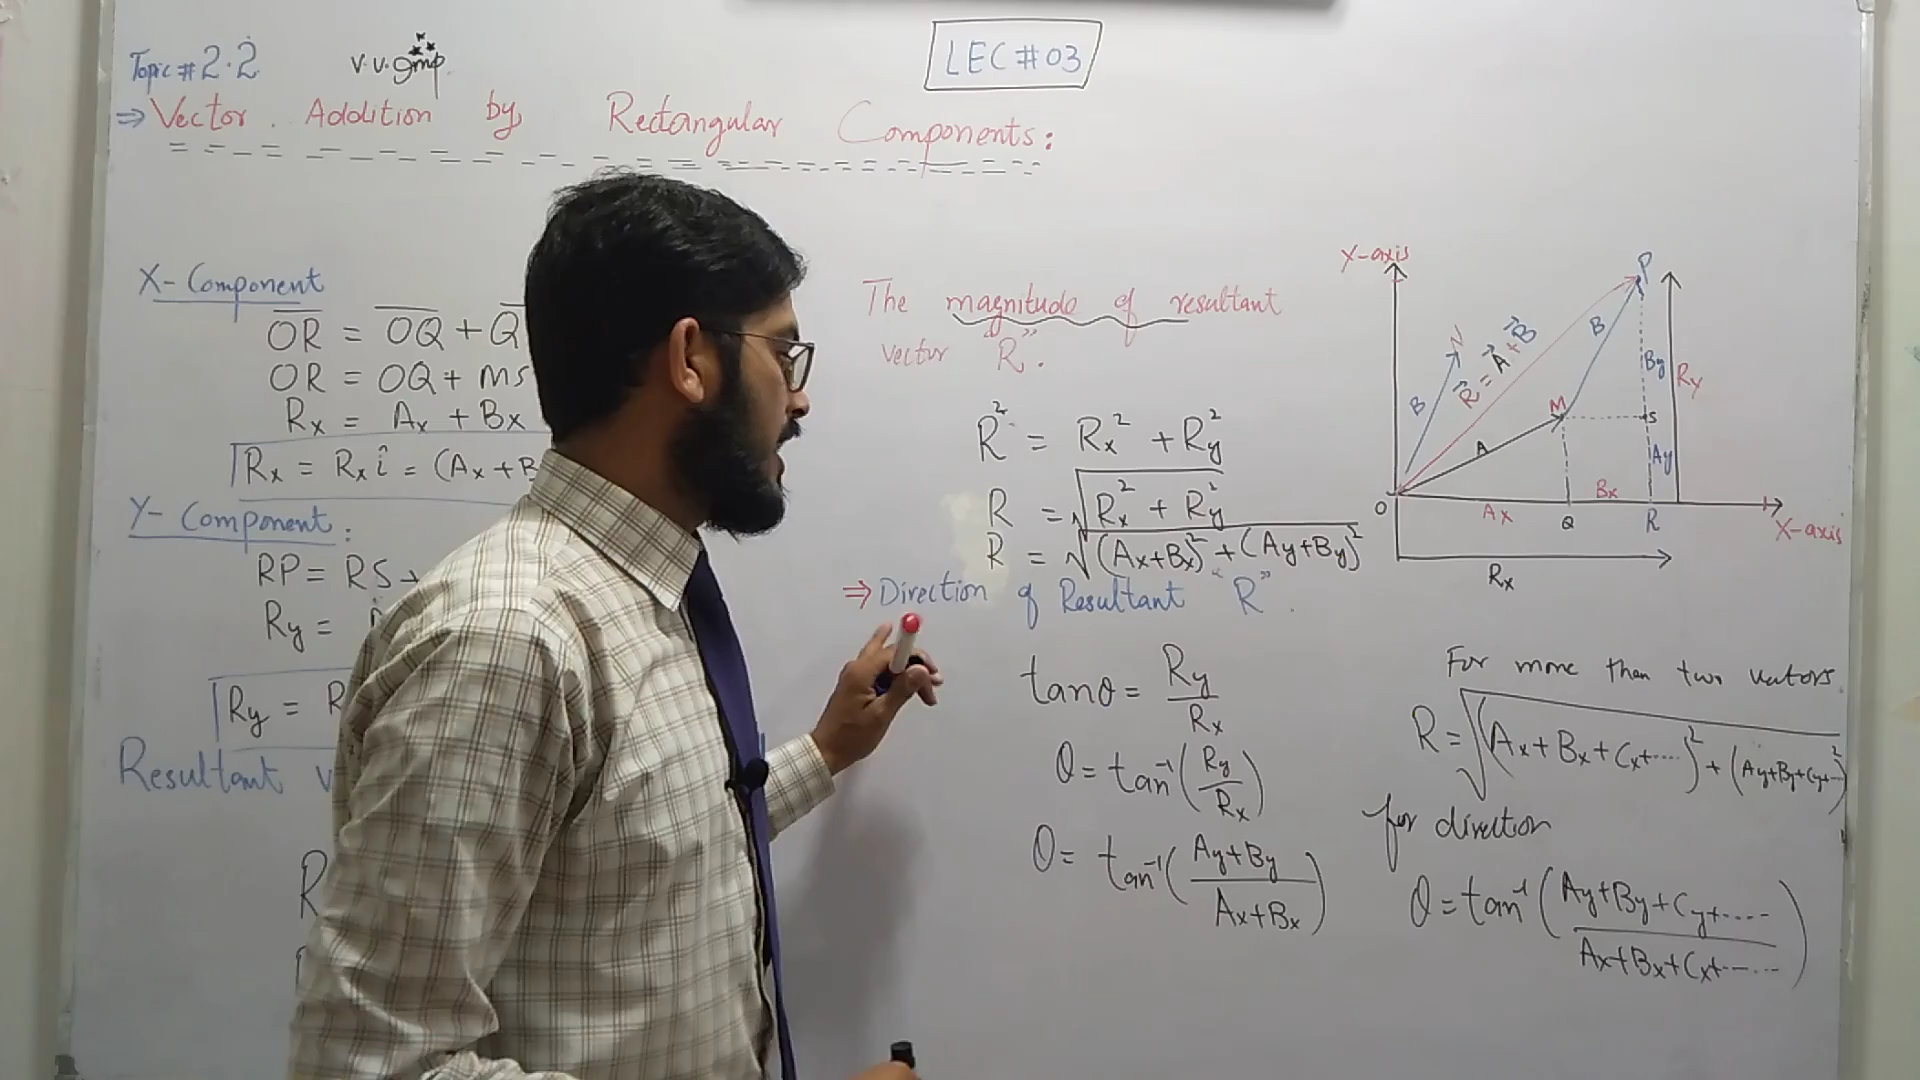 Topic # 2.2
v.v.gmp
LEC # 03
⇒ Vector Addition by Rectangular Components:
X-Component
OR = OQ + Q
OR = OQ + MS
Rx = Ax + Bx
Rx = Rx î = (Ax + B
Y-Component:
RP = RS +
Ry =
Ry = R
Resultant v
R
The magnitude of resultant
vector "R".
R² = Rx² + Ry²
R = √(Rx² + Ry²)
R = √((Ax+Bx)² + (Ay+By)²)
⇒ Direction of Resultant "R".
tanθ = Ry/Rx
θ = tan⁻¹(Ry/Rx)
θ = tan⁻¹(Ay+By/Ax+Bx)
Y-axis
P
N
B
R = A + B
B
By
Ry
M
S
A
Ay
Bx
O
Ax
Q
R
X-axis
Rx
For more than two vectors.
R = √((Ax+Bx+Cx+....)² + (Ay+By+Cy+...)²)
for direction
θ = tan⁻¹(Ay+By+Cy+..../Ax+Bx+Cx+.....)